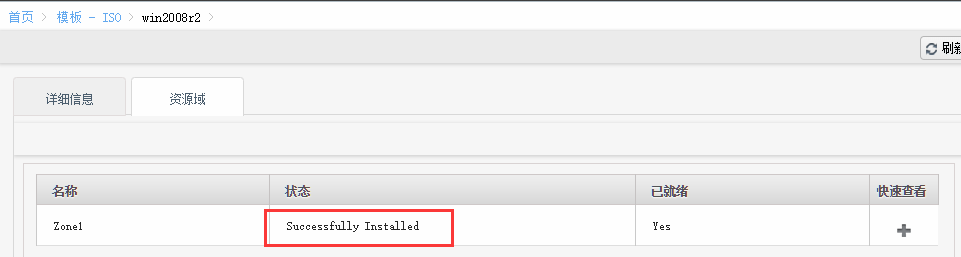 首页 > 模板 - ISO > win2008r2 >
刷新
详细信息 资源域
名称 状态 已就绪 快速查看
Zone1 Successfully Installed Yes